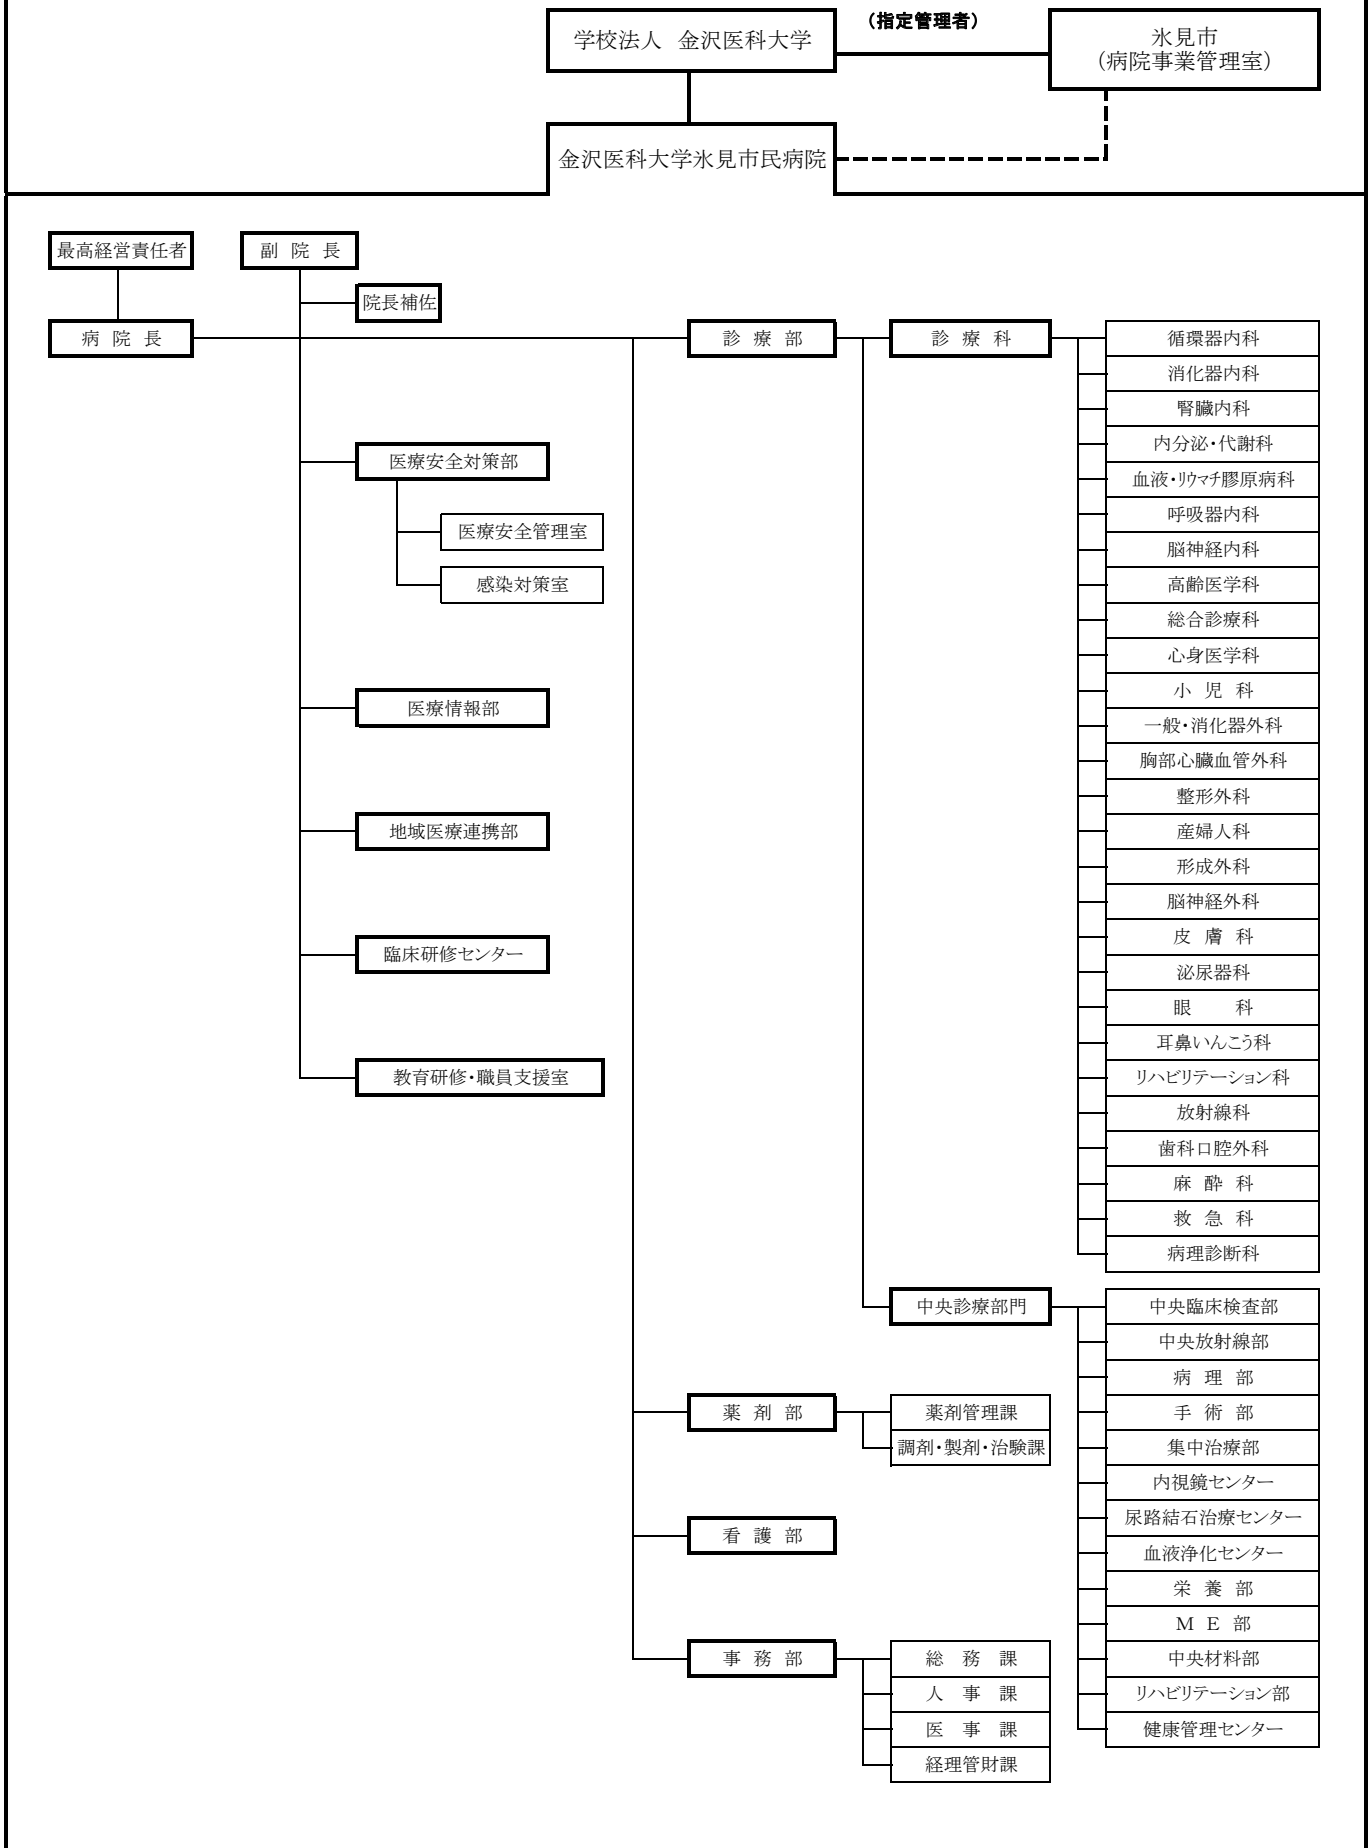 学校法人 金沢医科大学
（指定管理者）
氷見市
（病院事業管理室）
金沢医科大学氷見市民病院
最高経営責任者
副 院 長
院長補佐
病 院 長
診 療 部
診 療 科
循環器内科
消化器内科
腎臓内科
内分泌・代謝科
血液・リウマチ膠原病科
呼吸器内科
脳神経内科
高齢医学科
総合診療科
心身医学科
小 児 科
一般・消化器外科
胸部心臓血管外科
整形外科
産婦人科
形成外科
脳神経外科
皮 膚 科
泌尿器科
眼 科
耳鼻いんこう科
リハビリテーション科
放射線科
歯科口腔外科
麻 酔 科
救 急 科
病理診断科
医療安全対策部
医療安全管理室
感染対策室
医療情報部
地域医療連携部
臨床研修センター
教育研修・職員支援室
中央診療部門
中央臨床検査部
中央放射線部
病 理 部
手 術 部
集中治療部
内視鏡センター
尿路結石治療センター
血液浄化センター
栄 養 部
Ｍ Ｅ 部
中央材料部
リハビリテーション部
健康管理センター
薬 剤 部
薬剤管理課
調剤・製剤・治験課
看 護 部
事 務 部
総 務 課
人 事 課
医 事 課
経理管財課